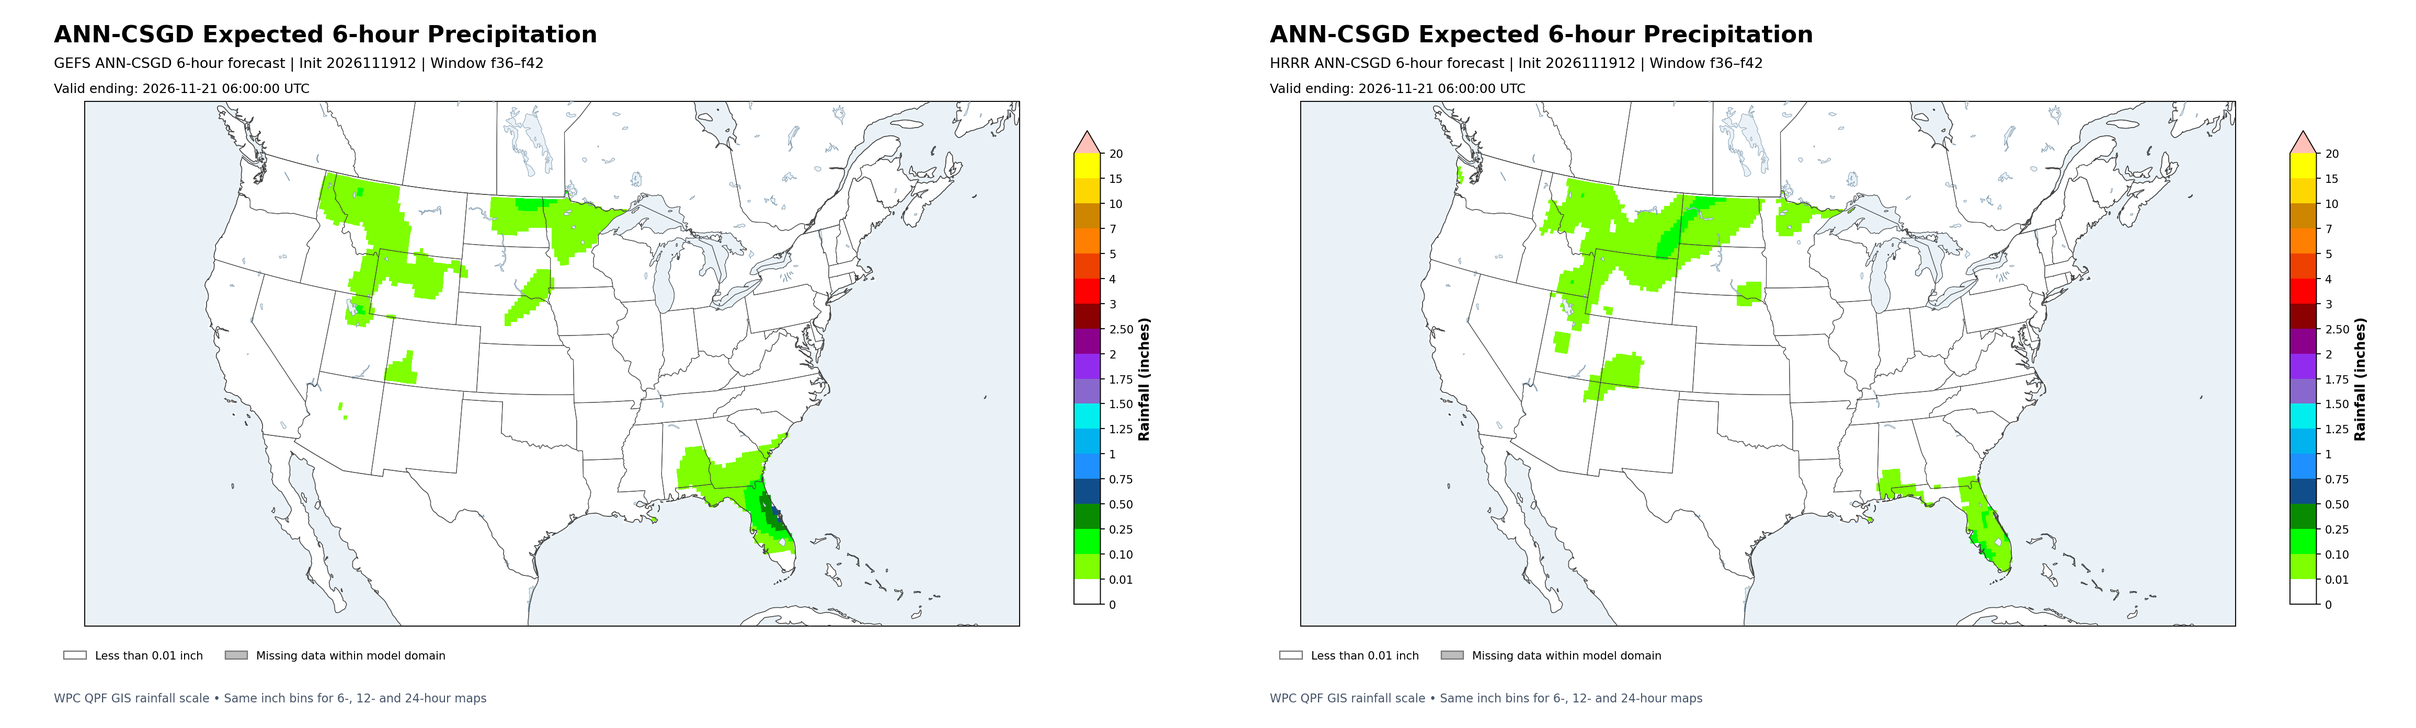 ANN-CSGD Expected 6-hour Precipitation
GEFS ANN-CSGD 6-hour forecast | Init 2026111912 | Window f36–f42
Valid ending: 2026-11-21 06:00:00 UTC
20
15
10
7
5
4
3
2.50
2
1.75
1.50
1.25
1
0.75
0.50
0.25
0.10
0.01
0
Rainfall (inches)
Less than 0.01 inch
Missing data within model domain
WPC QPF GIS rainfall scale • Same inch bins for 6-, 12- and 24-hour maps
ANN-CSGD Expected 6-hour Precipitation
HRRR ANN-CSGD 6-hour forecast | Init 2026111912 | Window f36–f42
Valid ending: 2026-11-21 06:00:00 UTC
20
15
10
7
5
4
3
2.50
2
1.75
1.50
1.25
1
0.75
0.50
0.25
0.10
0.01
0
Rainfall (inches)
Less than 0.01 inch
Missing data within model domain
WPC QPF GIS rainfall scale • Same inch bins for 6-, 12- and 24-hour maps